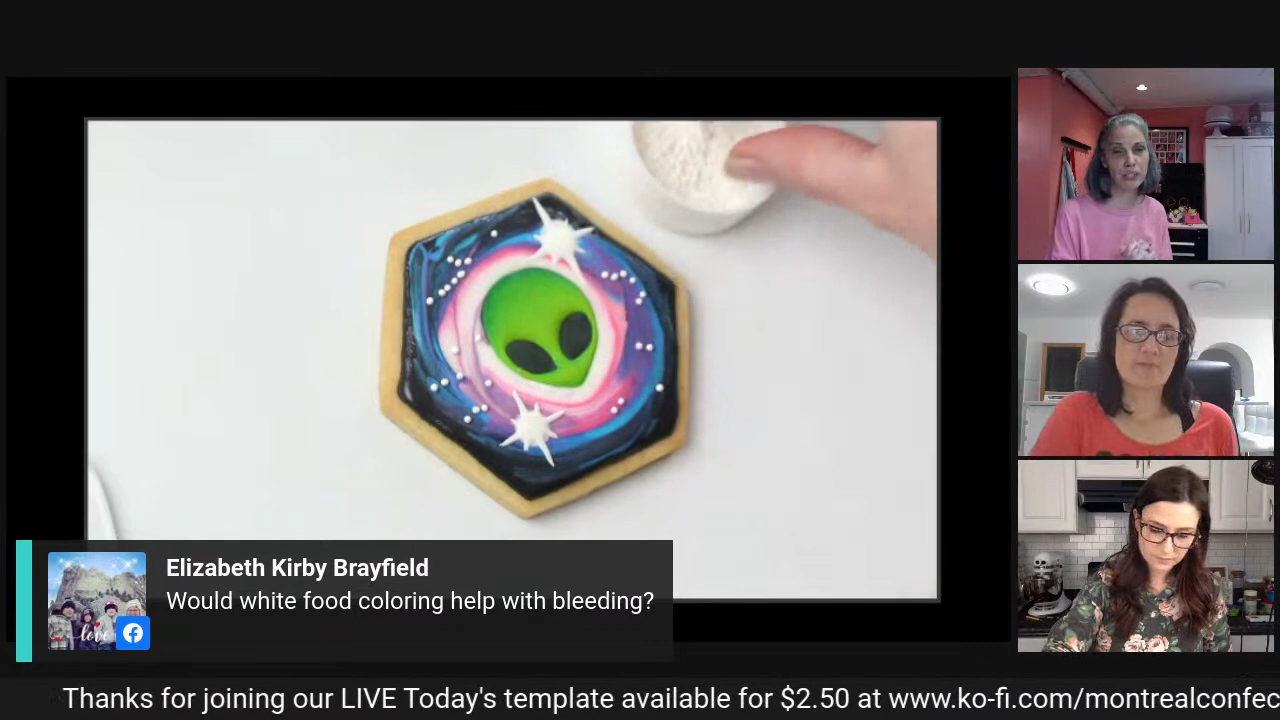 Elizabeth Kirby Brayfield
Would white food coloring help with bleeding?
love
Thanks for joining our LIVE Today's template available for $2.50 at www.ko-fi.com/montrealconfec